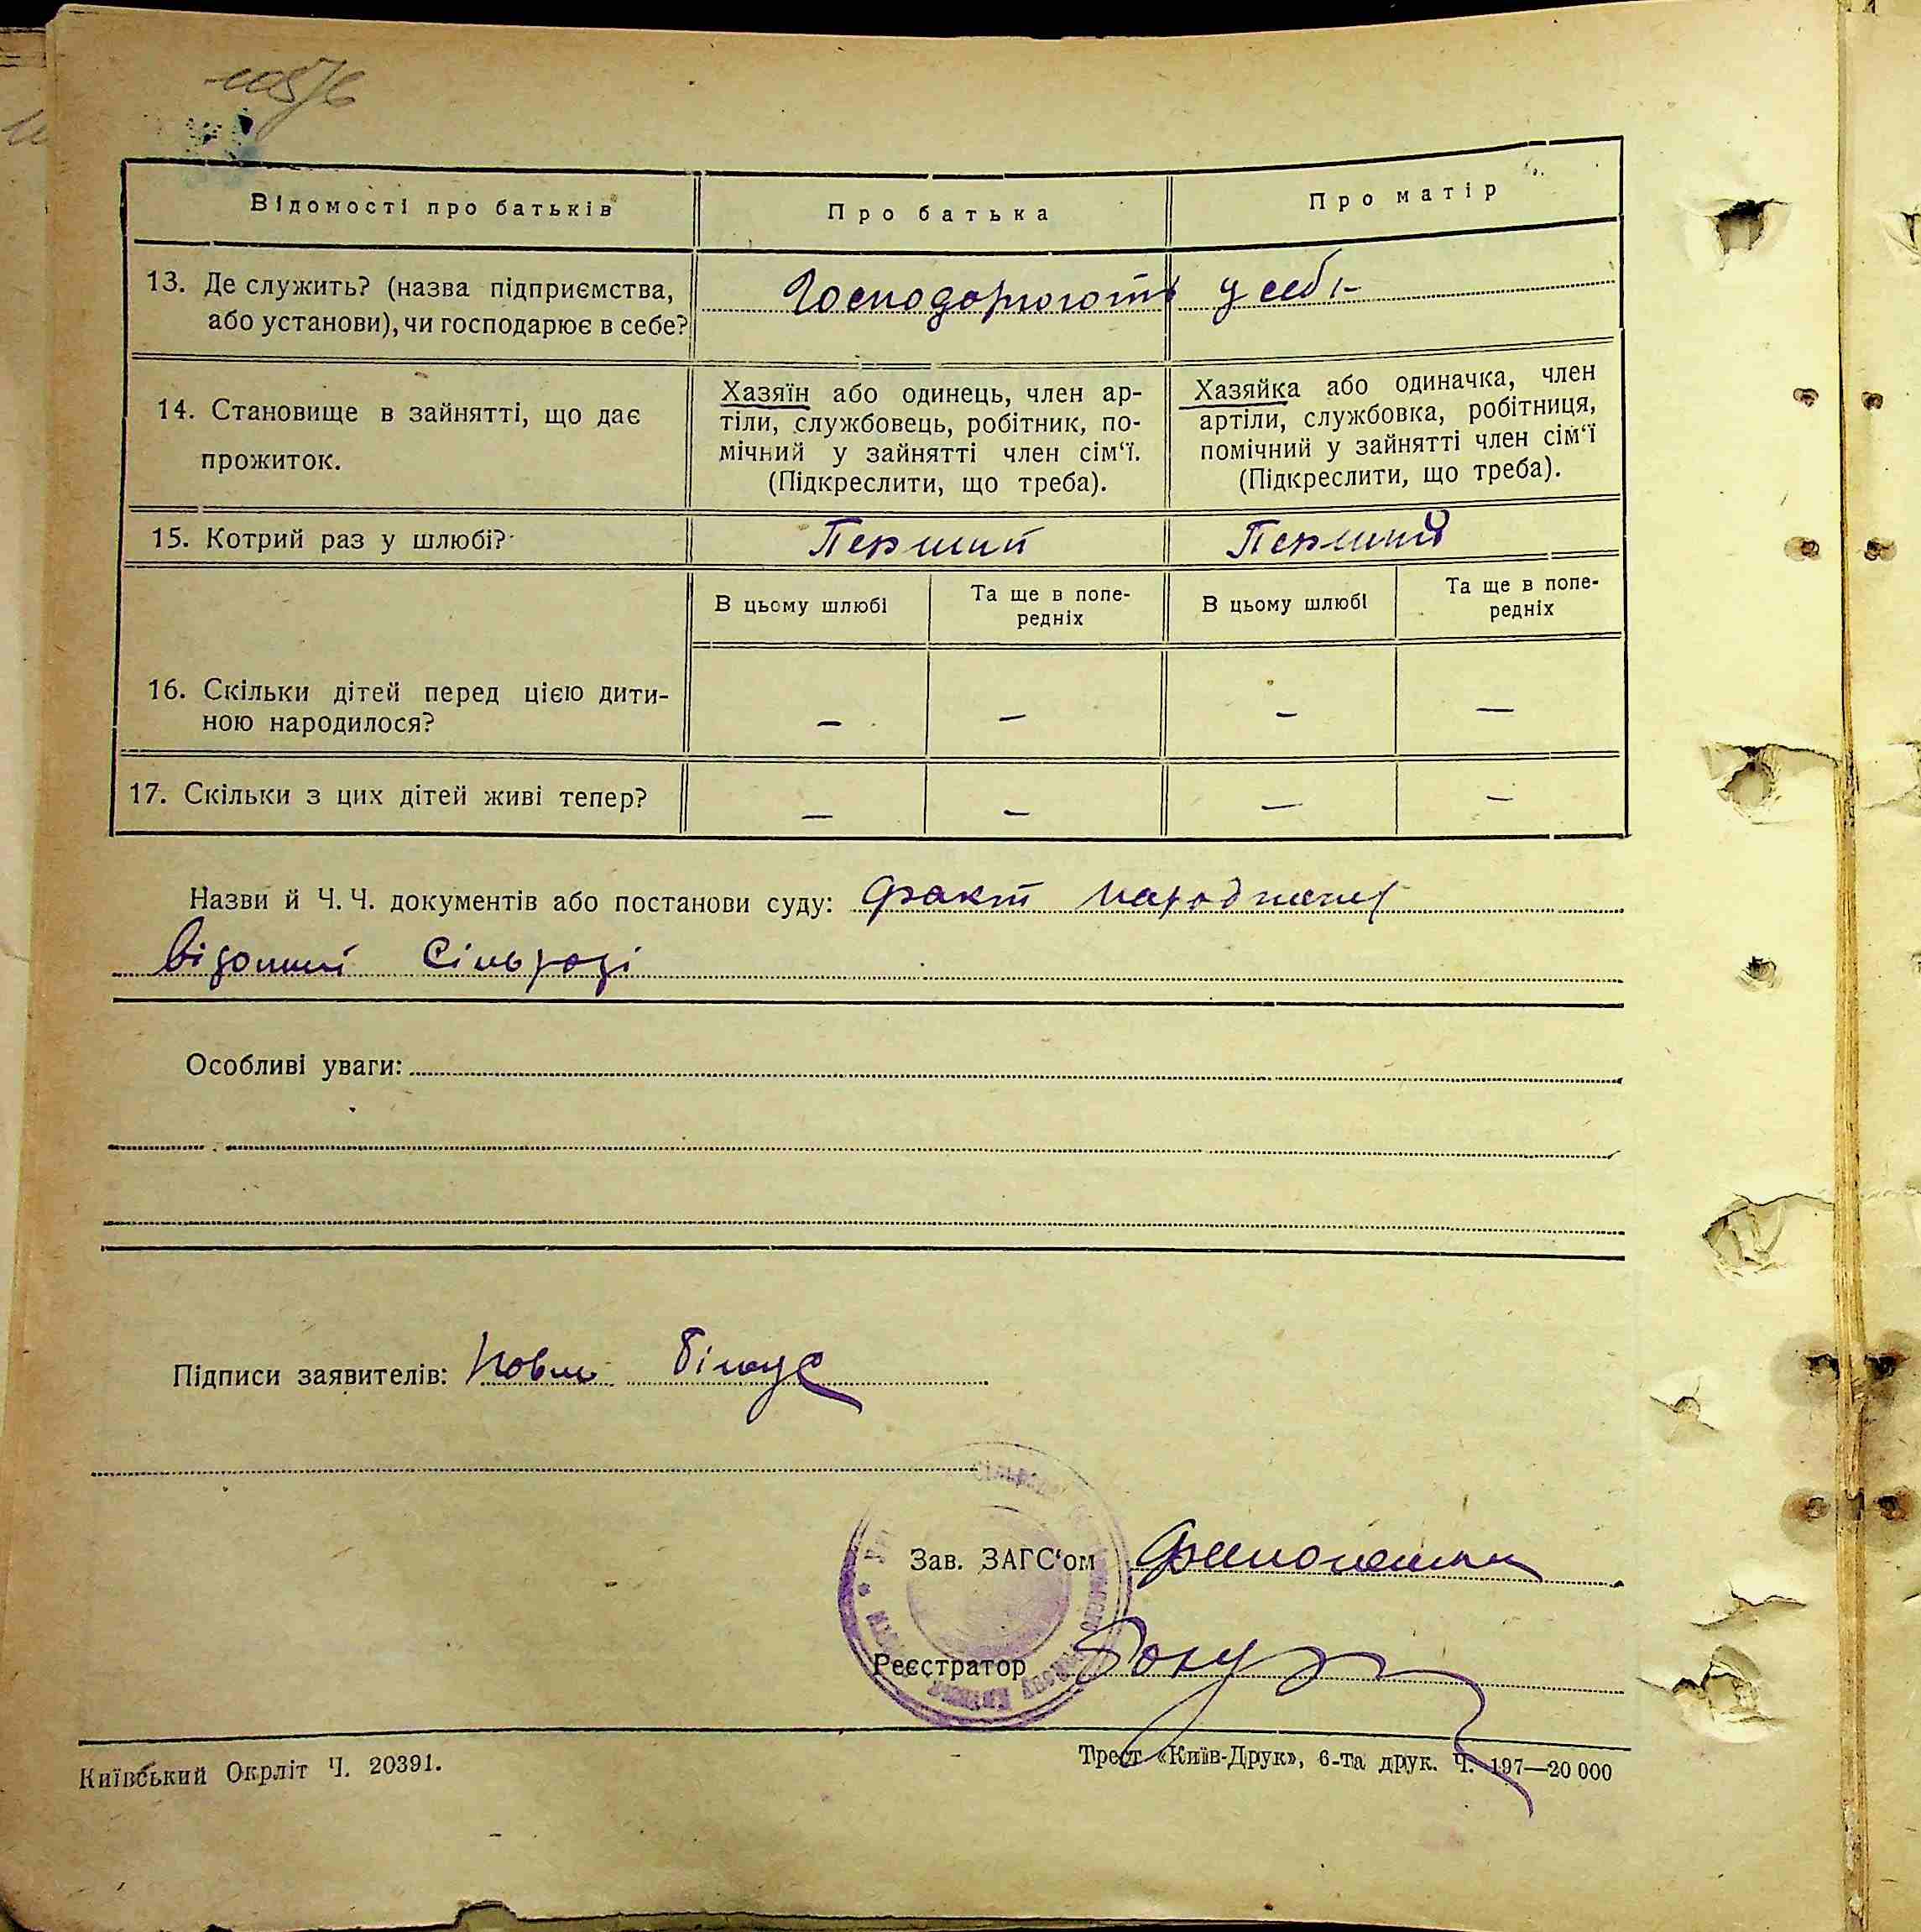 Відомості про батьків
Про батька
Про матір
13. Де служить? (назва підприємства,
або установи), чи господарює в себе?
Господорюють у себе
14. Становище в зайнятті, що дає
прожиток.
Хазяїн або одинець, член ар-
тіли, службовець, робітник, по-
мічний у зайнятті член сім'ї.
(Підкреслити, що треба).
Хазяйка або одиначка, член
артіли, службовка, робітниця,
помічний у зайнятті член сім'ї
(Підкреслити, що треба).
15. Котрий раз у шлюбі?
Перший
Перший
В цьому шлюбі
Та ще в попе-
редніх
В цьому шлюбі
Та ще в попе-
редніх
16. Скільки дітей перед цією дити-
ною народилося?
— — — —
17. Скільки з цих дітей живі тепер?
— — — —
Назви й Ч. Ч. документів або постанови суду: факт народження
відомий Сільраді
Особливі уваги:
Підписи заявителів:
Зав. ЗАГС'ом
Реєстратор
Київський Окрліт Ч. 20391.
Трест «Київ-Друк», 6-та друк. Ч. 197—20 000